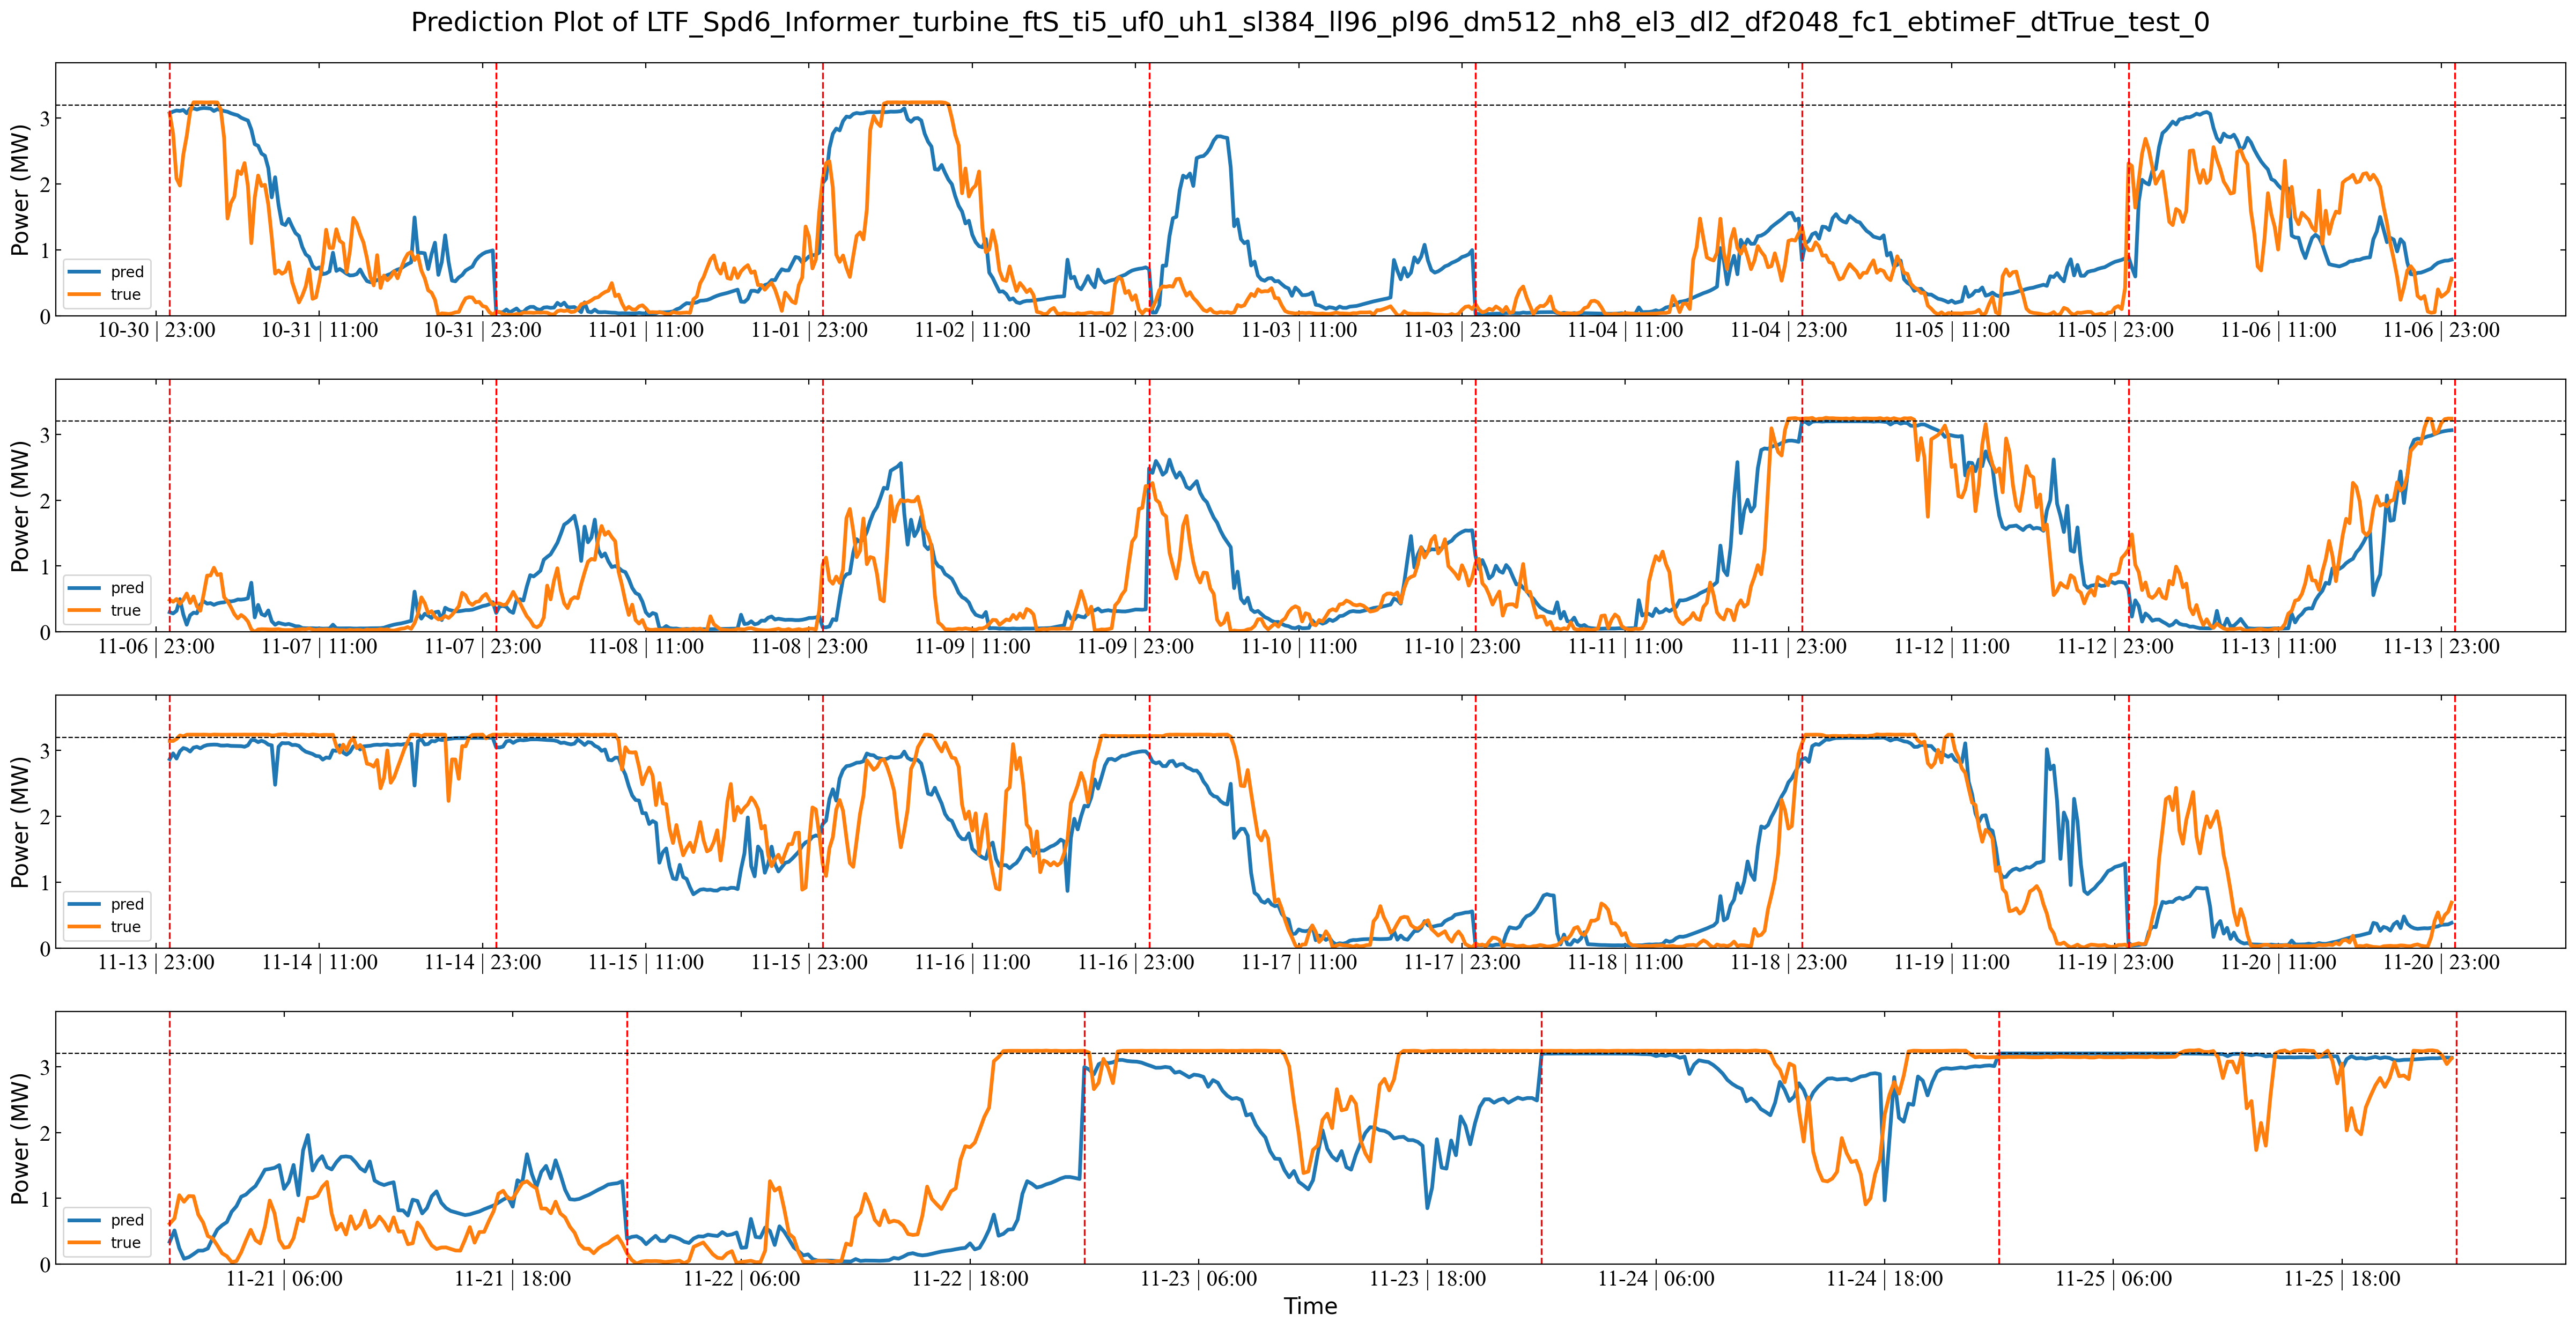 Prediction Plot of LTF_Spd6_Informer_turbine_ftS_ti5_uf0_uh1_sl384_ll96_pl96_dm512_nh8_el3_dl2_df2048_fc1_ebtimeF_dtTrue_test_0
Power (MW)
3
2
1
0
pred
true
10-30 | 23:00 10-31 | 11:00 10-31 | 23:00 11-01 | 11:00 11-01 | 23:00 11-02 | 11:00 11-02 | 23:00 11-03 | 11:00 11-03 | 23:00 11-04 | 11:00 11-04 | 23:00 11-05 | 11:00 11-05 | 23:00 11-06 | 11:00 11-06 | 23:00
Power (MW)
3
2
1
0
pred
true
11-06 | 23:00 11-07 | 11:00 11-07 | 23:00 11-08 | 11:00 11-08 | 23:00 11-09 | 11:00 11-09 | 23:00 11-10 | 11:00 11-10 | 23:00 11-11 | 11:00 11-11 | 23:00 11-12 | 11:00 11-12 | 23:00 11-13 | 11:00 11-13 | 23:00
Power (MW)
3
2
1
0
pred
true
11-13 | 23:00 11-14 | 11:00 11-14 | 23:00 11-15 | 11:00 11-15 | 23:00 11-16 | 11:00 11-16 | 23:00 11-17 | 11:00 11-17 | 23:00 11-18 | 11:00 11-18 | 23:00 11-19 | 11:00 11-19 | 23:00 11-20 | 11:00 11-20 | 23:00
Power (MW)
3
2
1
0
pred
true
11-21 | 06:00 11-21 | 18:00 11-22 | 06:00 11-22 | 18:00 11-23 | 06:00 11-23 | 18:00 11-24 | 06:00 11-24 | 18:00 11-25 | 06:00 11-25 | 18:00
Time